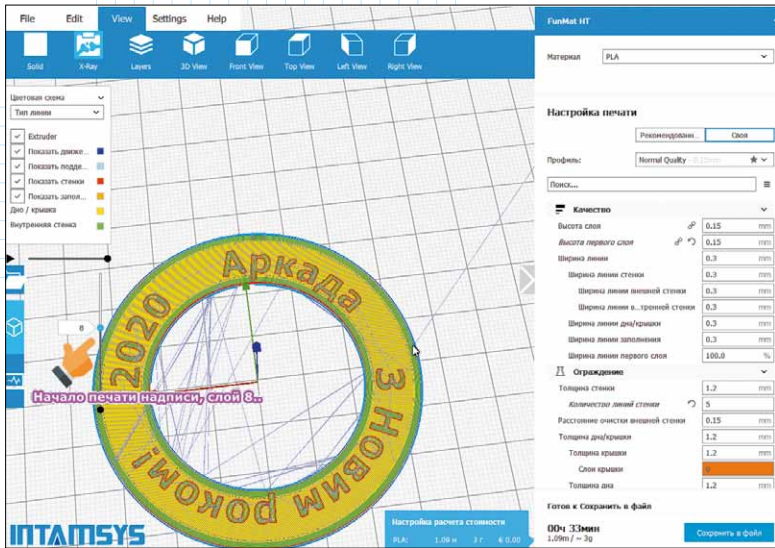 File Edit View Settings Help
FunMat HT
Solid X-Ray Layers 3D View Front View Top View Left View Right View
Материал PLA
Цветовая схема
Тип линии
Extruder
Показать движе...
Показать подде...
Показать стенки
Показать запол...
Дно / крышка
Внутренняя стенка
8
Начало печати надписи, слой 8..
2020 Аркада
З Новим роком!
INTAMSYS
Настройка расчета стоимости
PLA: 1.09 м 3 г € 0.00
Настройка печати
Рекомендованн... Своя
Профиль: Normal Quality - 0.15mm
Поиск...
Качество
Высота слоя 0.15 mm
Высота первого слоя 0.15 mm
Ширина линии 0.3 mm
Ширина линии стенки 0.3 mm
Ширина линии внешней стенки 0.3 mm
Ширина линии в...тренней стенки 0.3 mm
Ширина линии дна/крышки 0.3 mm
Ширина линии заполнения 0.3 mm
Ширина линии первого слоя 100.0 %
Ограждение
Толщина стенки 1.2 mm
Количество линий стенки 5
Расстояние очистки внешней стенки 0.15 mm
Толщина дна/крышки 1.2 mm
Толщина крышки 1.2 mm
Слои крышки
Толщина дна 1.2 mm
Готов к Сохранить в файл
00ч 33мин
1.09m / ~ 3g
Сохранить в файл